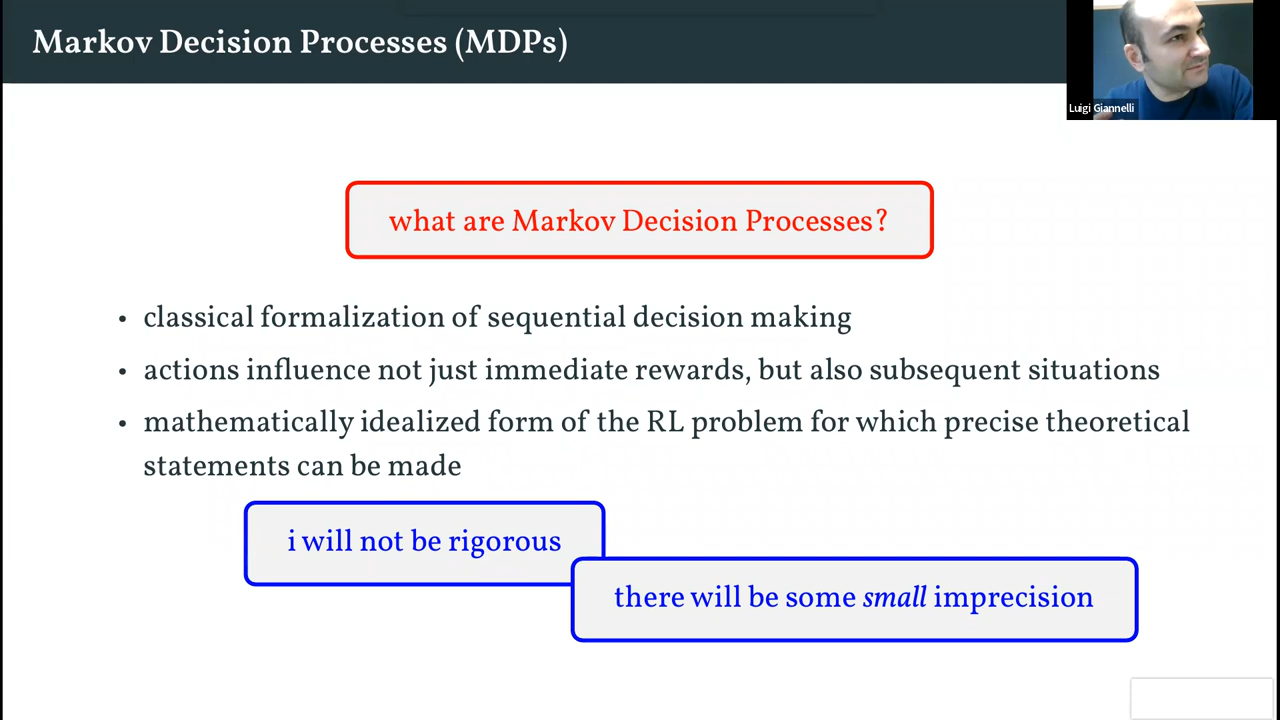 Markov Decision Processes (MDPs)
Luigi Giannelli
what are Markov Decision Processes?
• classical formalization of sequential decision making
• actions influence not just immediate rewards, but also subsequent situations
• mathematically idealized form of the RL problem for which precise theoretical
statements can be made
i will not be rigorous
there will be some small imprecision